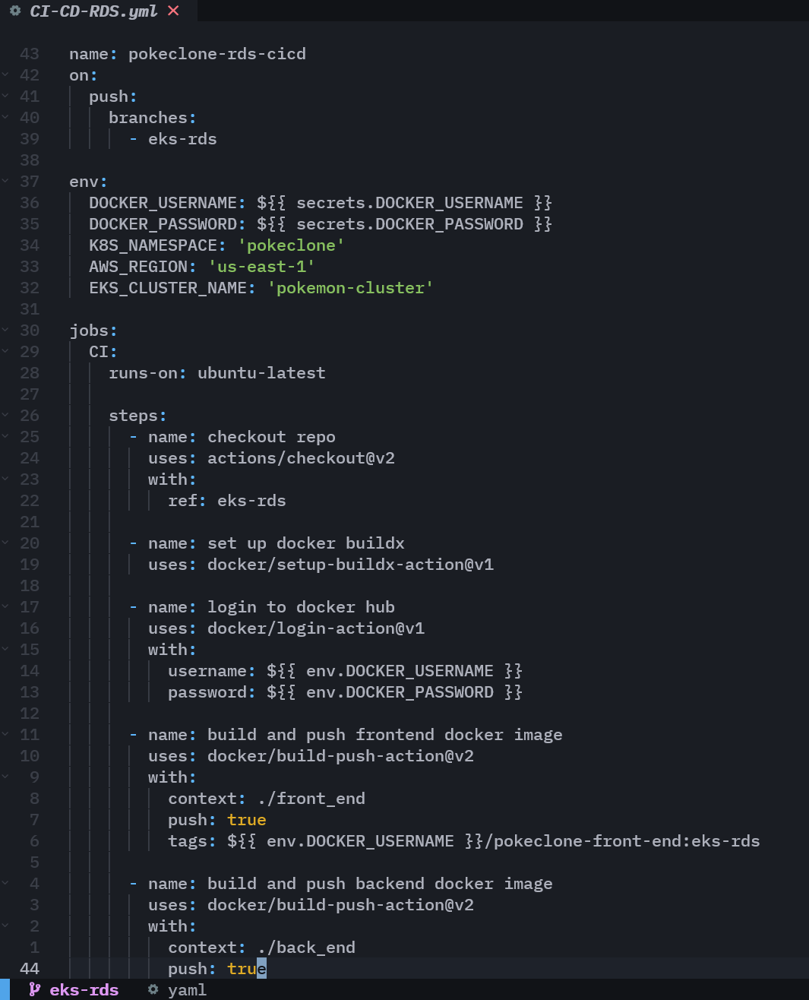 CI-CD-RDS.yml ✕
43 name: pokeclone-rds-cicd
42 on:
41   push:
40     branches:
39       - eks-rds
38
37 env:
36   DOCKER_USERNAME: ${{ secrets.DOCKER_USERNAME }}
35   DOCKER_PASSWORD: ${{ secrets.DOCKER_PASSWORD }}
34   K8S_NAMESPACE: 'pokeclone'
33   AWS_REGION: 'us-east-1'
32   EKS_CLUSTER_NAME: 'pokemon-cluster'
31
30 jobs:
29   CI:
28     runs-on: ubuntu-latest
27
26     steps:
25       - name: checkout repo
24         uses: actions/checkout@v2
23         with:
22           ref: eks-rds
21
20       - name: set up docker buildx
19         uses: docker/setup-buildx-action@v1
18
17       - name: login to docker hub
16         uses: docker/login-action@v1
15         with:
14           username: ${{ env.DOCKER_USERNAME }}
13           password: ${{ env.DOCKER_PASSWORD }}
12
11       - name: build and push frontend docker image
10         uses: docker/build-push-action@v2
9         with:
8           context: ./front_end
7           push: true
6           tags: ${{ env.DOCKER_USERNAME }}/pokeclone-front-end:eks-rds
5
4       - name: build and push backend docker image
3         uses: docker/build-push-action@v2
2         with:
1           context: ./back_end
44           push: true
eks-rds yaml